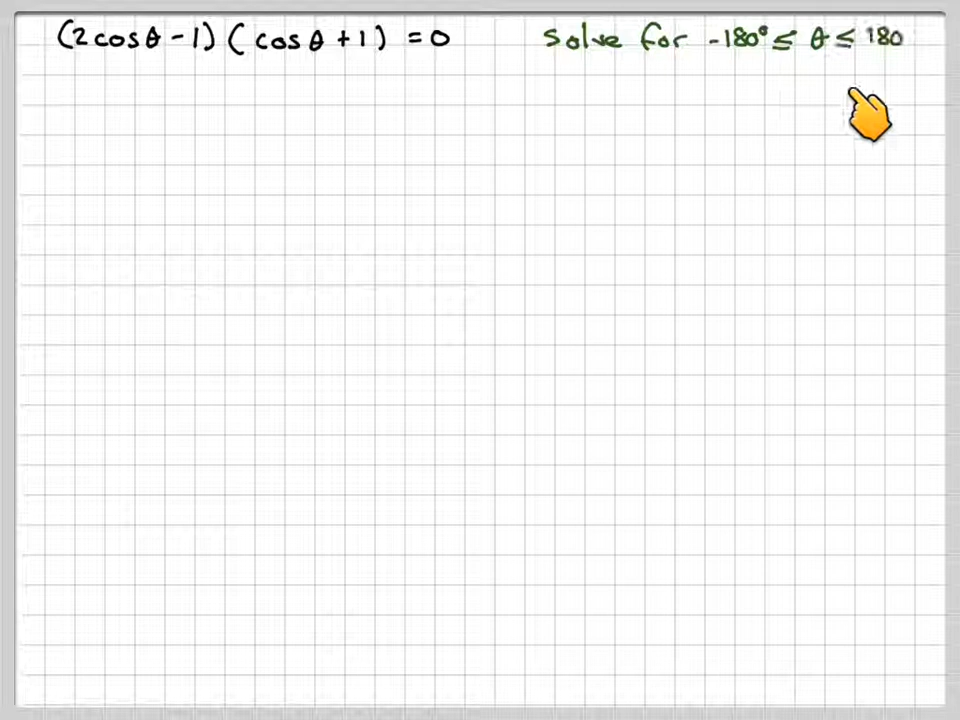 (2cosθ - 1) (cosθ + 1) = 0 solve for -180° ≤ θ ≤ 180